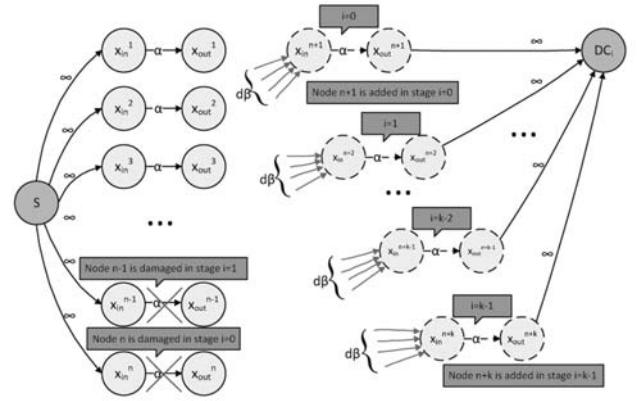 i=0
x_in^1 α x_out^1
x_in^n+1 α x_out^n+1
∞
DC_i
∞
dβ
Node n+1 is added in stage i=0
∞
x_in^2 α x_out^2
i=1
∞
∞
x_in^3 α x_out^3
x_in^n+2 α x_out^n+2
...
dβ
...
S
∞
...
i=k-2
∞
x_in^n+k-1 α x_out^n+k-1
∞
Node n-1 is damaged in stage i=1
dβ
∞
x_in^n-1 α x_out^n-1
i=k-1
Node n is damaged in stage i=0
x_in^n+k α x_out^n+k
dβ
x_in^n α x_out^n
Node n+k is added in stage i=k-1